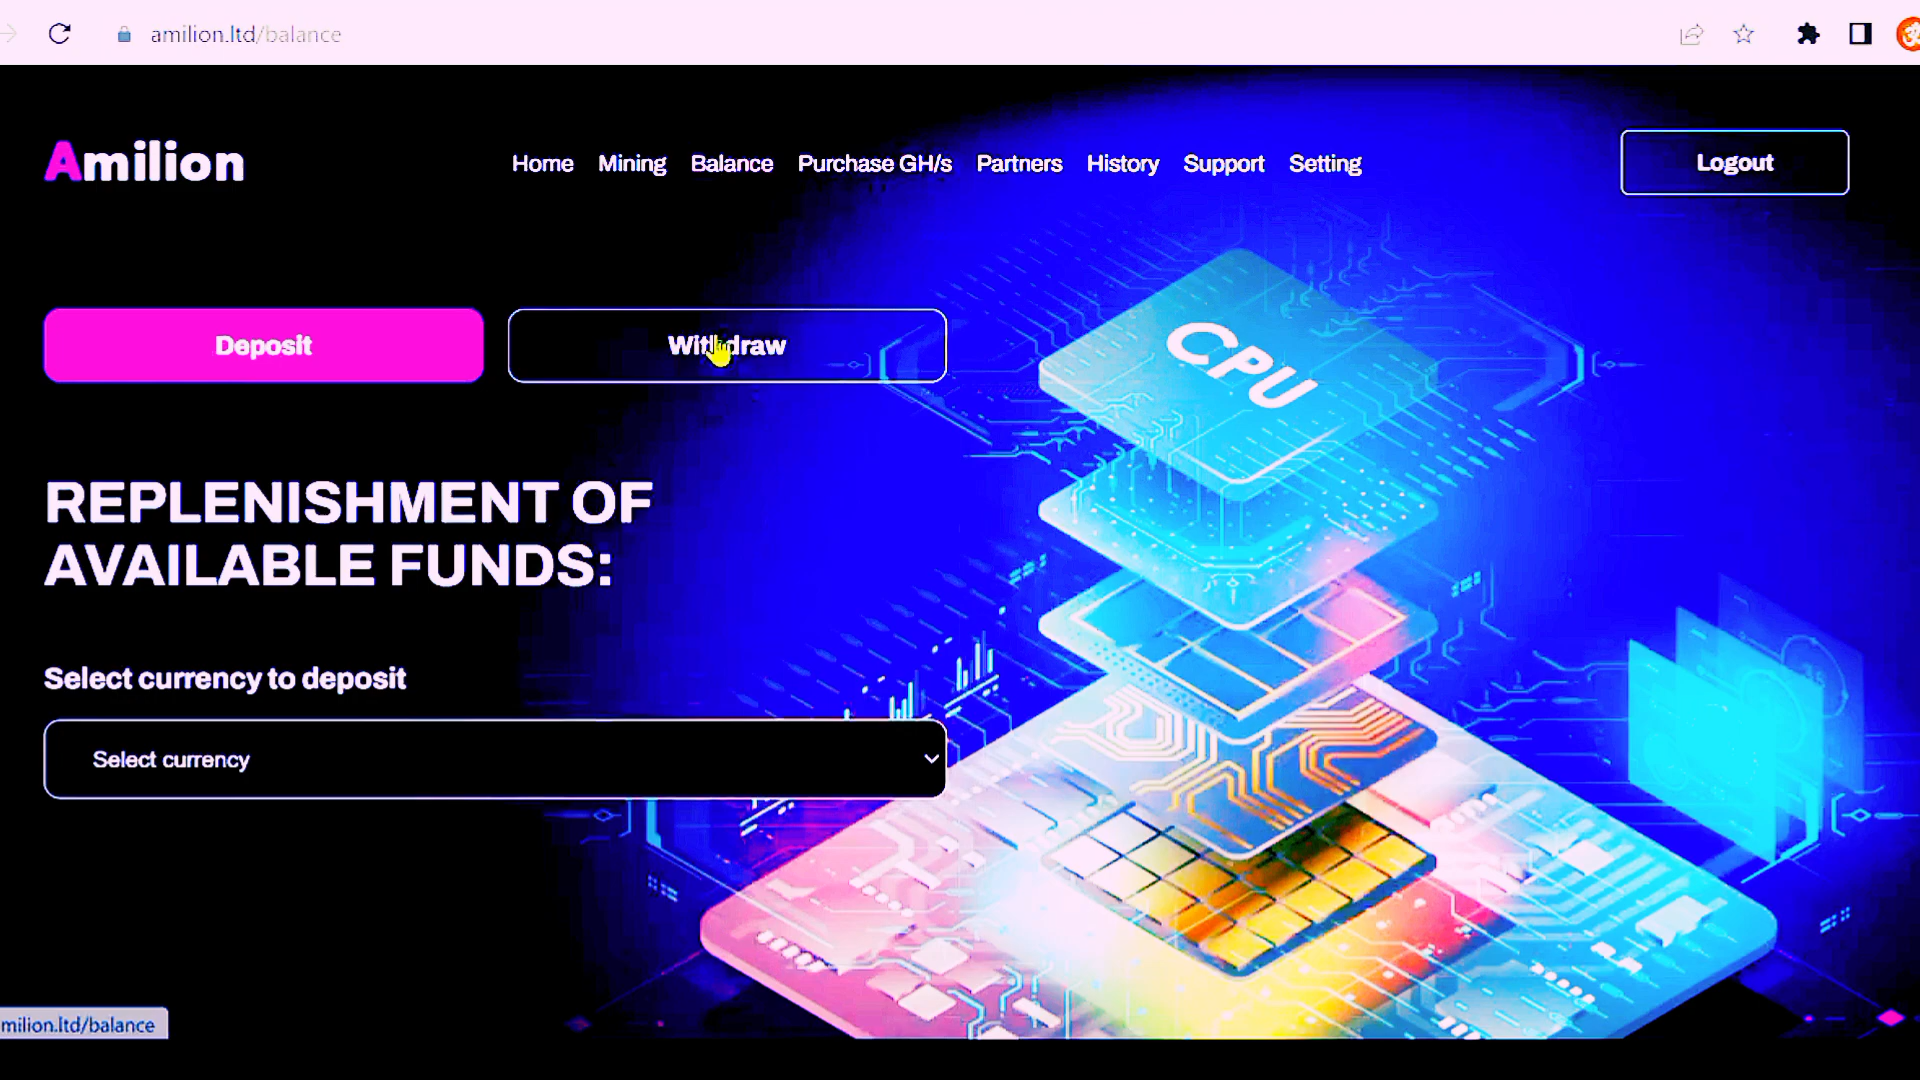 amilion.ltd/balance
Amilion
Home Mining Balance Purchase GH/s Partners History Support Setting
Logout
Deposit
Withdraw
CPU
REPLENISHMENT OF
AVAILABLE FUNDS:
Select currency to deposit
Select currency
milion.ltd/balance